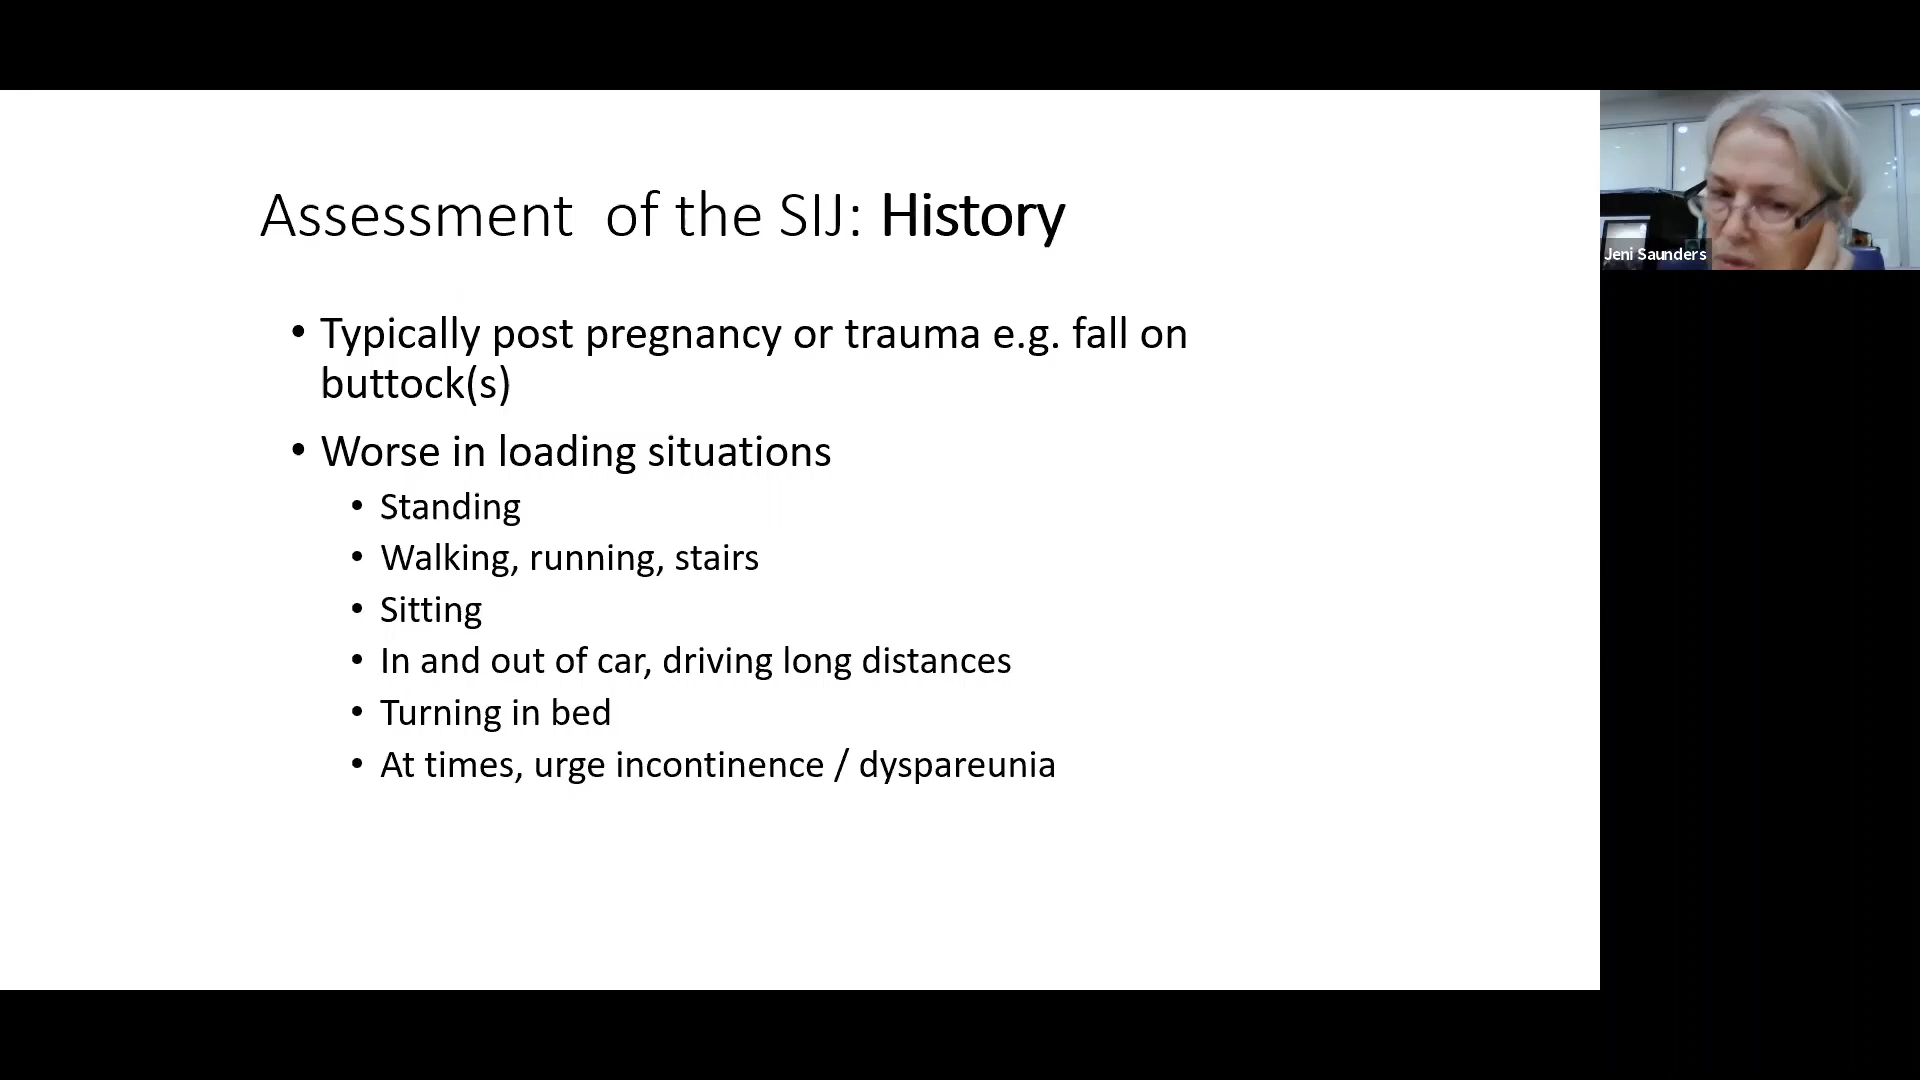 Assessment of the SIJ: History
• Typically post pregnancy or trauma e.g. fall on
buttock(s)
• Worse in loading situations
• Standing
• Walking, running, stairs
• Sitting
• In and out of car, driving long distances
• Turning in bed
• At times, urge incontinence / dyspareunia
Jeni Saunders